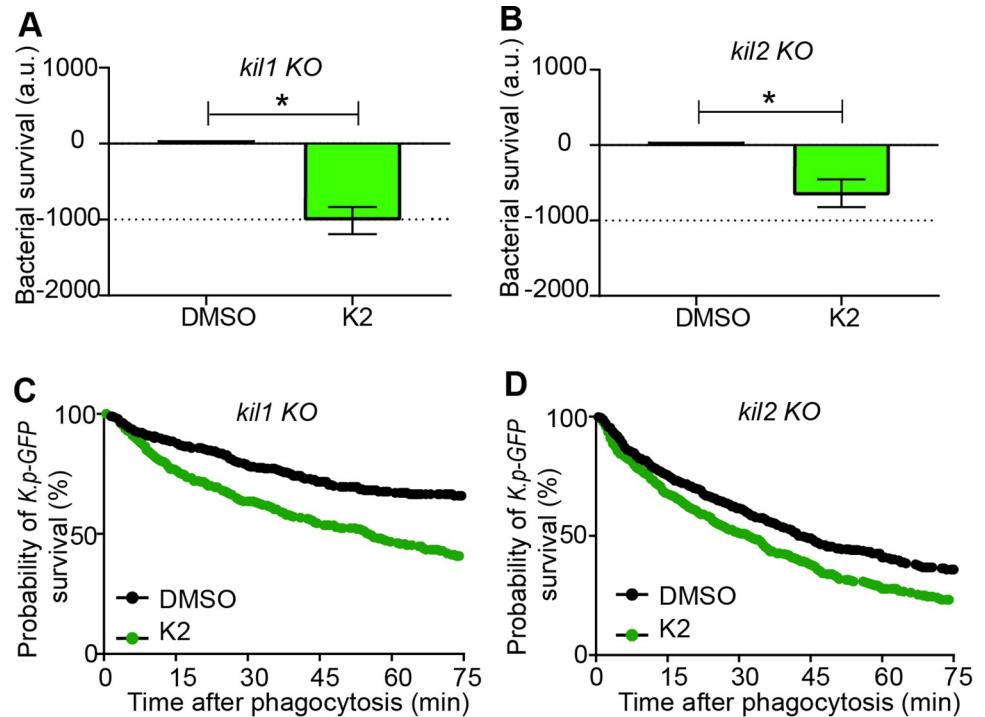 A
kil1 KO
Bacterial survival (a.u.)
1000
0
-1000
-2000
*
DMSO K2
B
kil2 KO
Bacterial survival (a.u.)
1000
0
-1000
-2000
*
DMSO K2
C
kil1 KO
Probability of K.p-GFP
survival (%)
100
50
0
DMSO
K2
0 15 30 45 60 75
Time after phagocytosis (min)
D
kil2 KO
Probability of K.p-GFP
survival (%)
100
50
0
DMSO
K2
0 15 30 45 60 75
Time after phagocytosis (min)